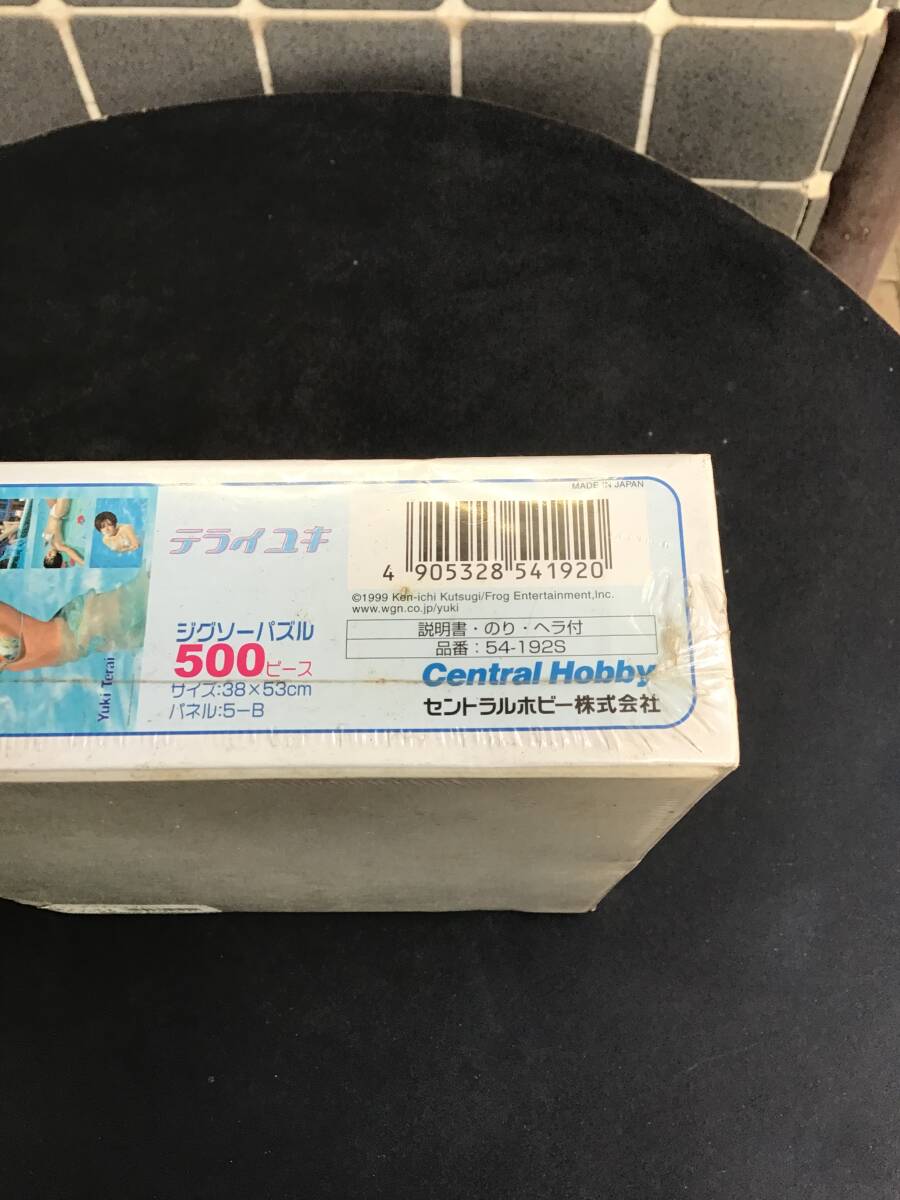 MADE IN JAPAN
テライユキ
4 905328 541920
©1999 Ken-ichi Kutsugi/Frog Entertainment,Inc.
www.wgn.co.jp/yuki
ジグソーパズル
500ピース
サイズ:38×53cm
パネル:5-B
説明書・のり・ヘラ付
品番:54-192S
Central Hobby
セントラルホビー株式会社
Yuki Terai